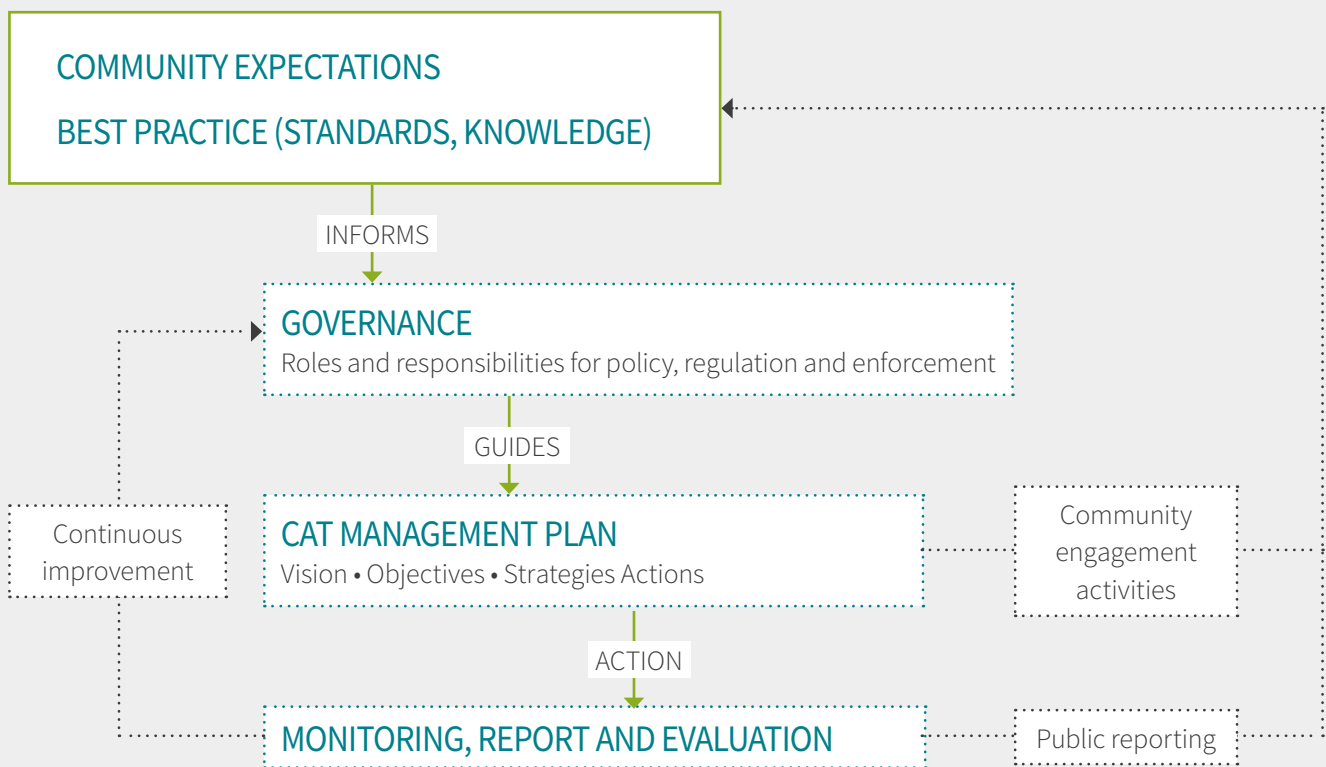 COMMUNITY EXPECTATIONS
BEST PRACTICE (STANDARDS, KNOWLEDGE)
INFORMS
GOVERNANCE
Roles and responsibilities for policy, regulation and enforcement
GUIDES
Continuous
improvement
CAT MANAGEMENT PLAN
Vision • Objectives • Strategies Actions
Community
engagement
activities
ACTION
MONITORING, REPORT AND EVALUATION
Public reporting